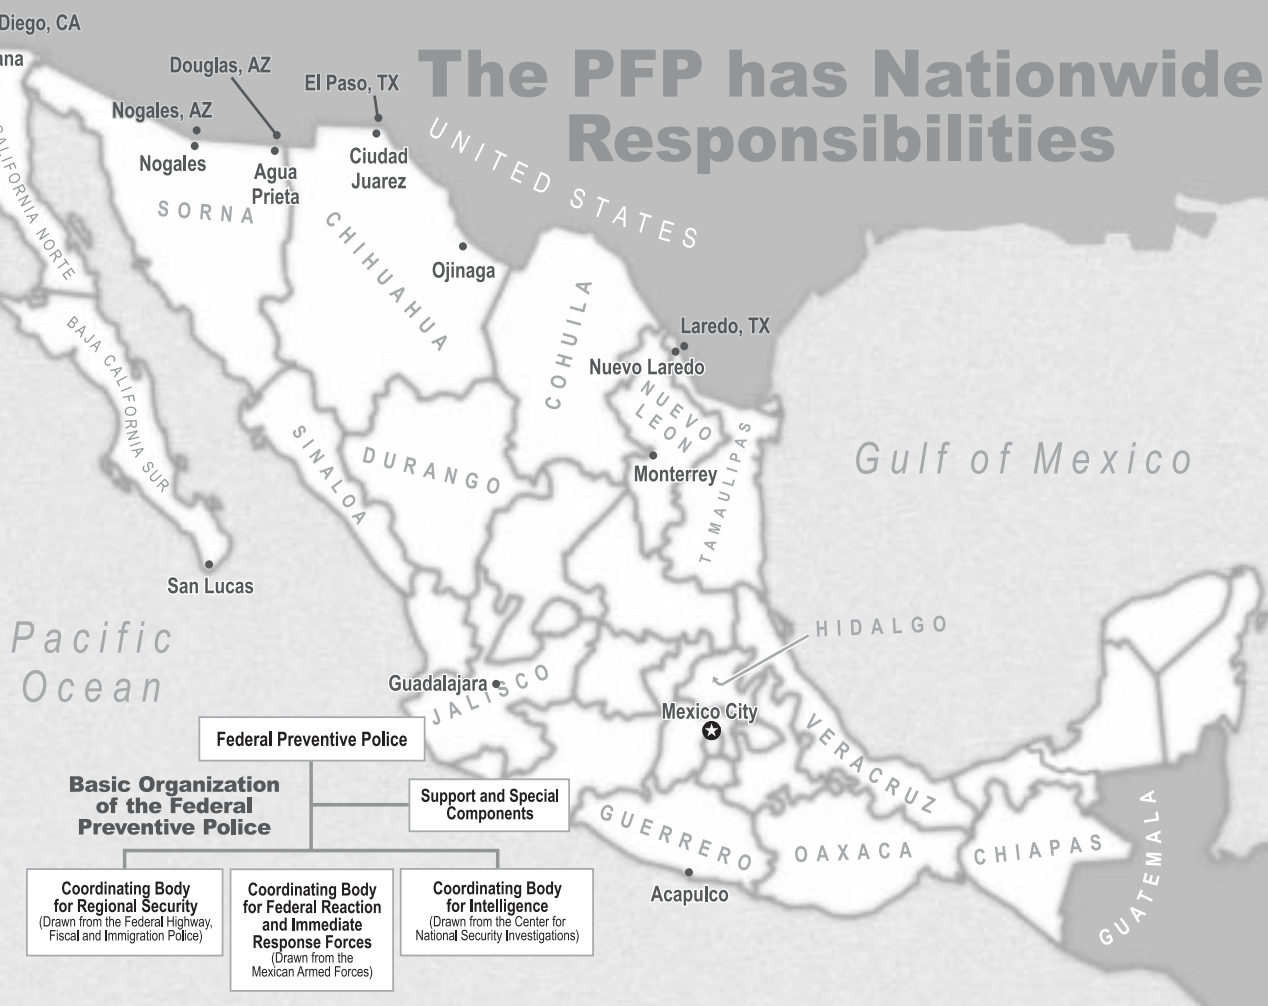 The PFP has Nationwide
Responsibilities
Diego, CA
ana
Douglas, AZ
El Paso, TX
Nogales, AZ
UNITED STATES
Nogales
Agua
Prieta
Ciudad
Juarez
SORNA
CHIHUAHUA
CALIFORNIA NORTE
Ojinaga
COHUILA
BAJA CALIFORNIA SUR
Laredo, TX
Nuevo Laredo
NUEVO
LEON
SINALOA
DURANGO
Monterrey
TAMAULIPAS
Gulf of Mexico
San Lucas
Pacific
Ocean
HIDALGO
Guadalajara
JALISCO
Mexico City
VERACRUZ
GUERRERO
OAXACA
CHIAPAS
GUATEMALA
Acapulco
Federal Preventive Police
Basic Organization
of the Federal
Preventive Police
Support and Special
Components
Coordinating Body
for Regional Security
(Drawn from the Federal Highway,
Fiscal and Immigration Police)
Coordinating Body
for Federal Reaction
and Immediate
Response Forces
(Drawn from the
Mexican Armed Forces)
Coordinating Body
for Intelligence
(Drawn from the Center for
National Security Investigations)